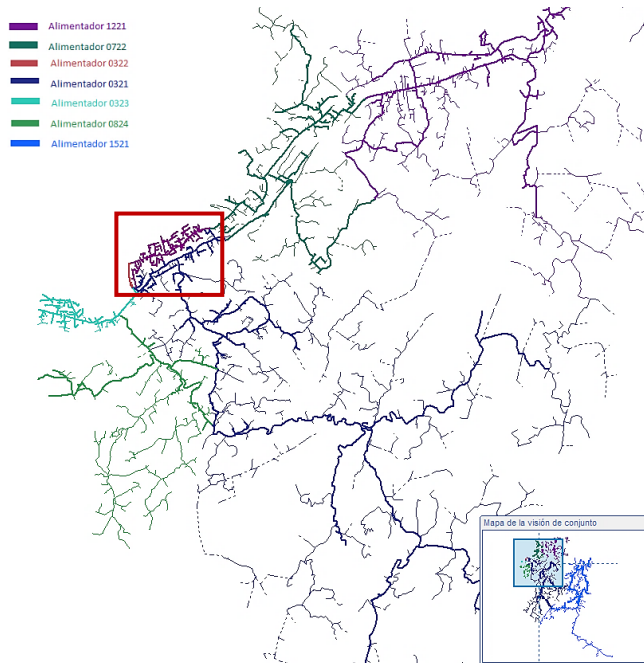 Alimentador 1221
Alimentador 0722
Alimentador 0322
Alimentador 0321
Alimentador 0323
Alimentador 0824
Alimentador 1521
Mapa de la visión de conjunto